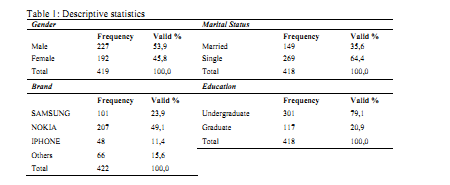 Table 1: Descriptive statistics
Gender Marital Status
Frequency Valid % Frequency Valid %
Male 227 53,9 Married 149 35,6
Female 192 45,8 Single 269 64,4
Total 419 100,0 Total 418 100,0
Brand Education
Frequency Valid % Frequency Valid %
SAMSUNG 101 23,9 Undergraduate 301 79,1
NOKIA 207 49,1 Graduate 117 20,9
IPHONE 48 11,4 Total 418 100,0
Others 66 15,6
Total 422 100,0